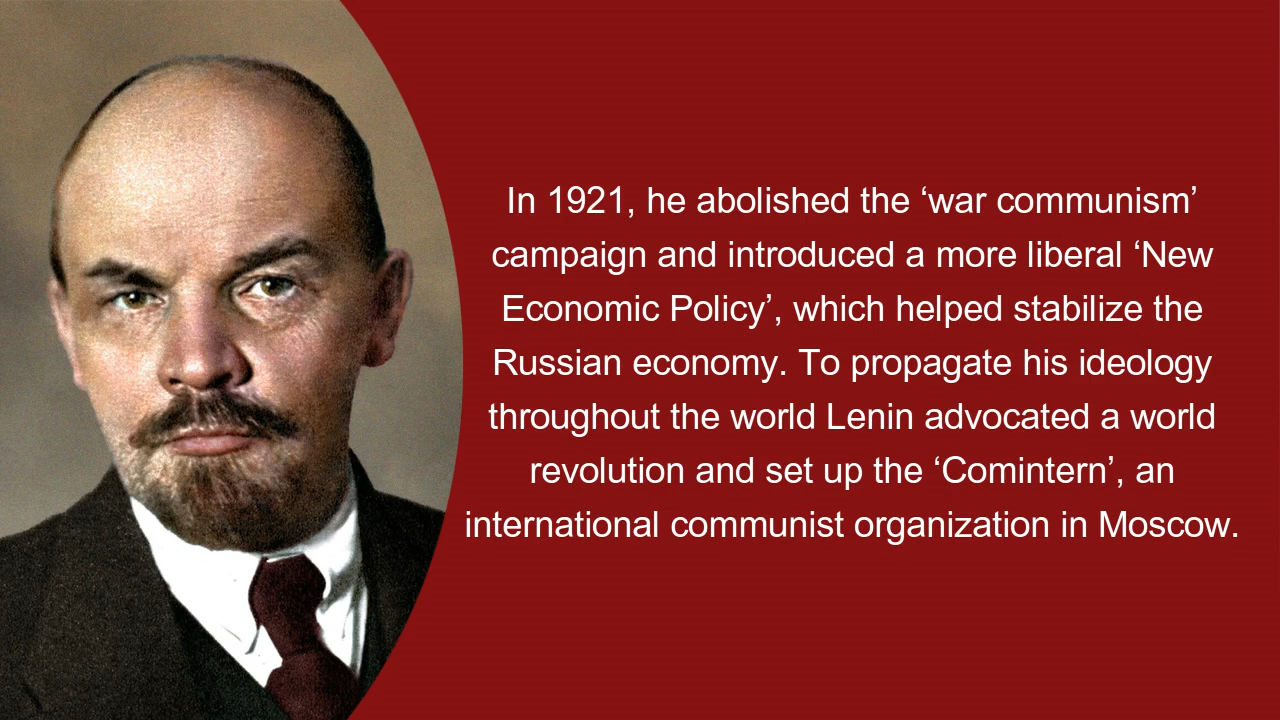 In 1921, he abolished the ‘war communism’
campaign and introduced a more liberal ‘New
Economic Policy’, which helped stabilize the
Russian economy. To propagate his ideology
throughout the world Lenin advocated a world
revolution and set up the ‘Comintern’, an
international communist organization in Moscow.